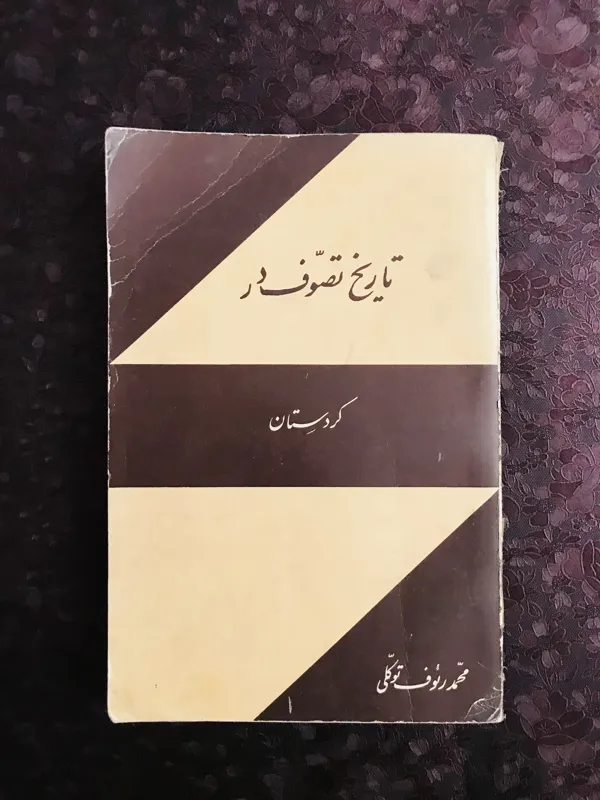 تاریخ تصوّف در
کردستان
محمّد رئوف توکّلی